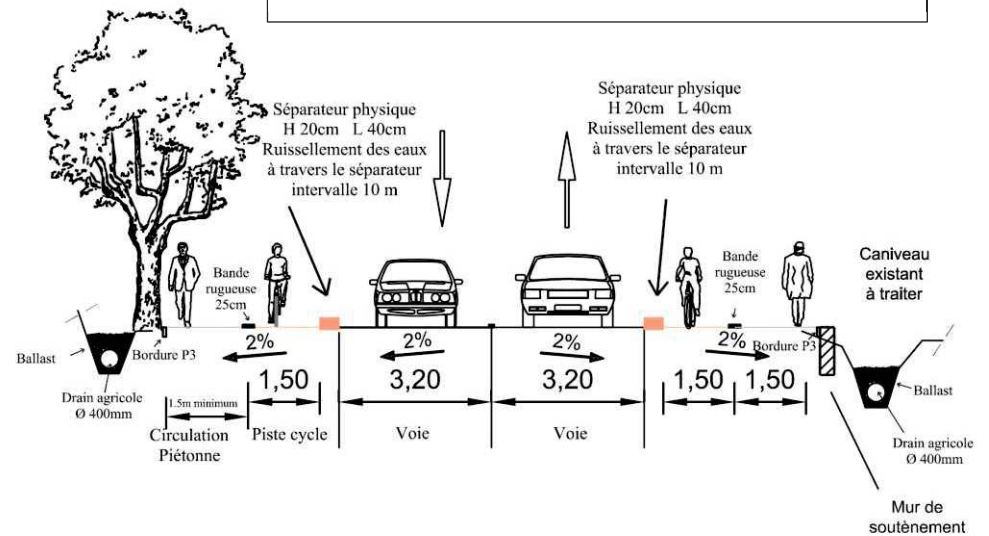 Séparateur physique
H 20cm L 40cm
Ruissellement des eaux
à travers le séparateur
intervalle 10 m
Séparateur physique
H 20cm L 40cm
Ruissellement des eaux
à travers le séparateur
intervalle 10 m
Bande
rugueuse
25cm
Bande
rugueuse
25cm
Caniveau
existant
à traiter
Ballast
Bordure P3
2%
2%
2%
2%
Bordure P3
Ballast
Drain agricole
Ø 400mm
1.5m minimum
1,50
3,20
3,20
1,50
1,50
Circulation
Piétonne
Piste cycle
Voie
Voie
Drain agricole
Ø 400mm
Mur de
soutènement